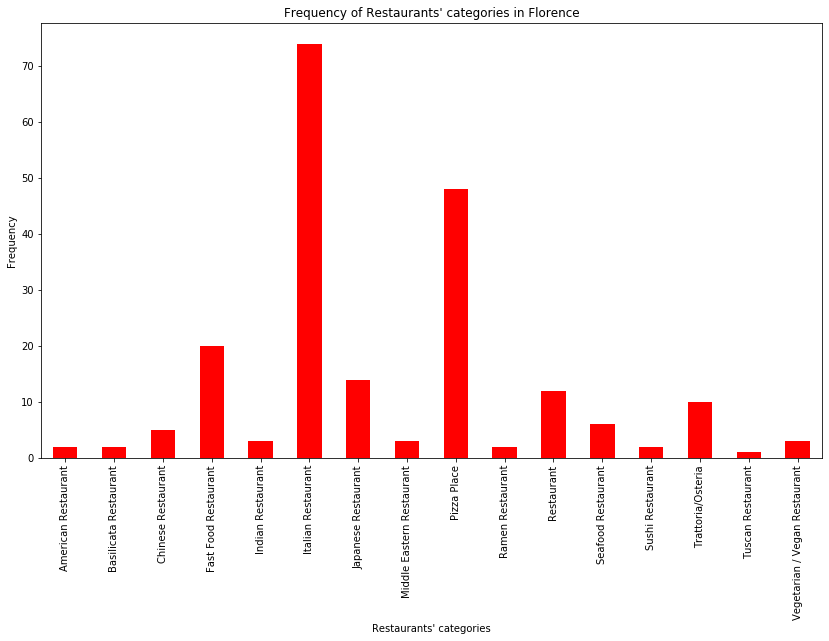 Frequency of Restaurants' categories in Florence
Frequency
70
60
50
40
30
20
10
0
American Restaurant
Basilicata Restaurant
Chinese Restaurant
Fast Food Restaurant
Indian Restaurant
Italian Restaurant
Japanese Restaurant
Middle Eastern Restaurant
Pizza Place
Ramen Restaurant
Restaurant
Seafood Restaurant
Sushi Restaurant
Trattoria/Osteria
Tuscan Restaurant
Vegetarian / Vegan Restaurant
Restaurants' categories